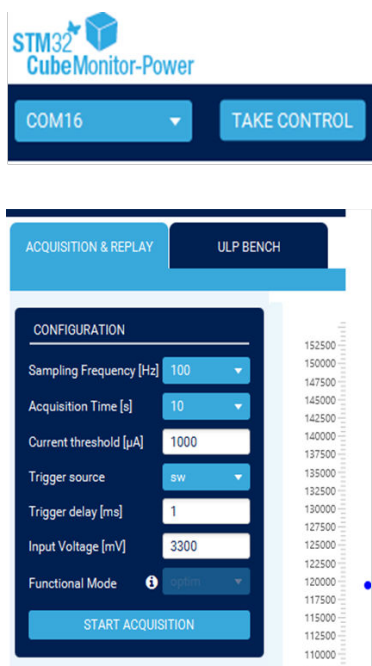 STM32
CubeMonitor-Power
COM16 TAKE CONTROL
ACQUISITION & REPLAY ULP BENCH
CONFIGURATION
Sampling Frequency [Hz] 100
Acquisition Time [s] 10
Current threshold [µA] 1000
Trigger source sw
Trigger delay [ms] 1
Input Voltage [mV] 3300
Functional Mode i optim
START ACQUISITION
152500
150000
147500
145000
142500
140000
137500
135000
132500
130000
127500
125000
122500
120000
117500
115000
112500
110000